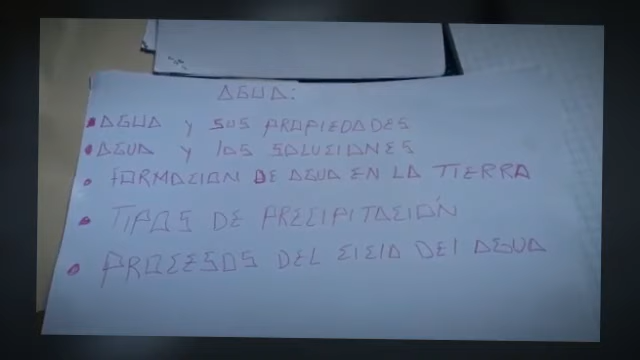 AGUA:
• AGUA Y SUS PROPIEDADES
• AGUA Y LAS SOLUCIONES
• FORMACION DE AGUA EN LA TIERRA
• TIPOS DE PRECIPITACIÓN
• PROCESOS DEL CICLO DEL AGUA